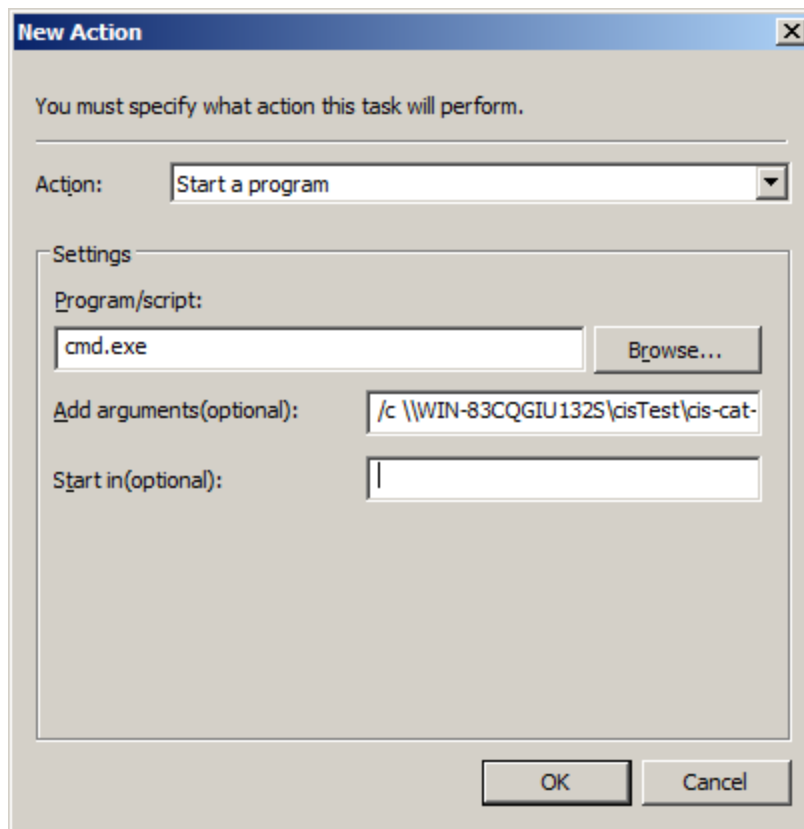 New Action
You must specify what action this task will perform.
Action: Start a program
Settings
Program/script:
cmd.exe Browse...
Add arguments(optional): /c \\WIN-83CQGIU132S\cisTest\cis-cat-
Start in(optional):
OK Cancel